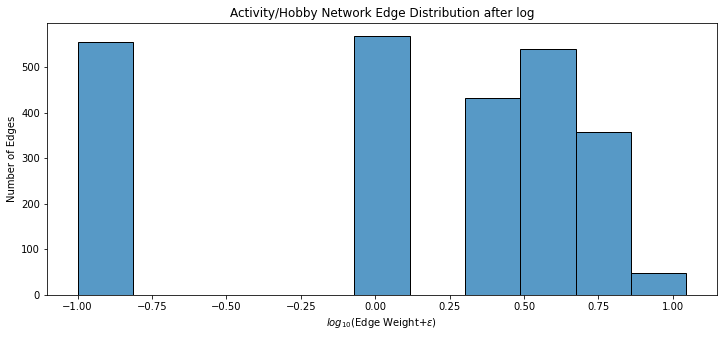 Activity/Hobby Network Edge Distribution after log
Number of Edges
500
400
300
200
100
0
−1.00 −0.75 −0.50 −0.25 0.00 0.25 0.50 0.75 1.00
log₁₀(Edge Weight+ε)